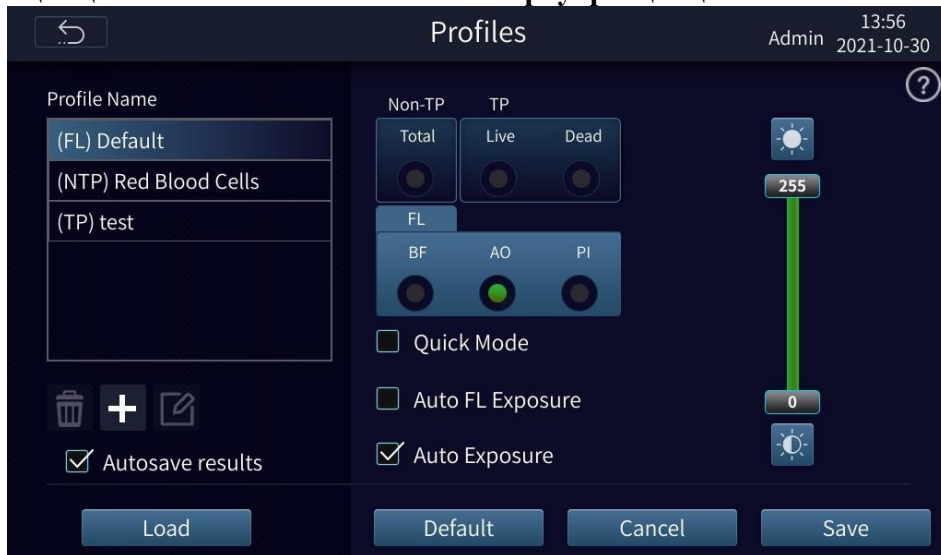 Profiles
Admin
13:56
2021-10-30
?
Profile Name
(FL) Default
(NTP) Red Blood Cells
(TP) test
Autosave results
Load
Non-TP TP
Total Live Dead
FL
BF AO PI
Quick Mode
Auto FL Exposure
Auto Exposure
255
0
Default Cancel Save